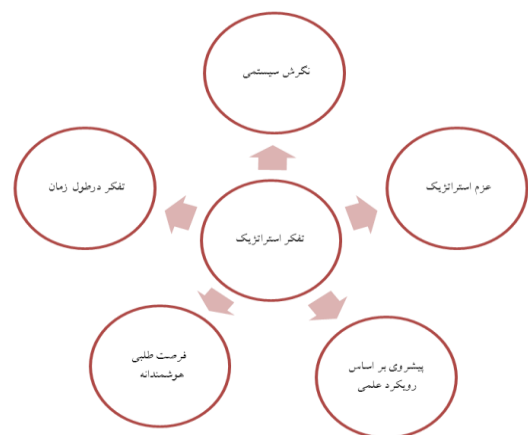 نگرش سیستمی
عزم استراتژیک
تفکر درطول زمان
تفکر استراتژیک
فرصت طلبی
هوشمندانه
پیشروی بر اساس
رویکرد علمی